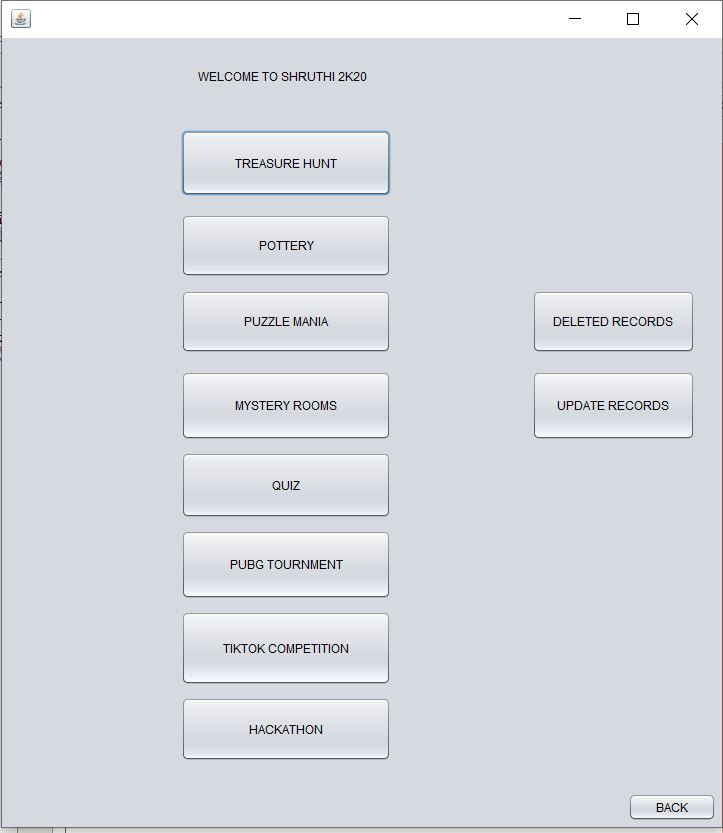 WELCOME TO SHRUTHI 2K20
TREASURE HUNT
POTTERY
PUZZLE MANIA
DELETED RECORDS
MYSTERY ROOMS
UPDATE RECORDS
QUIZ
PUBG TOURNMENT
TIKTOK COMPETITION
HACKATHON
BACK